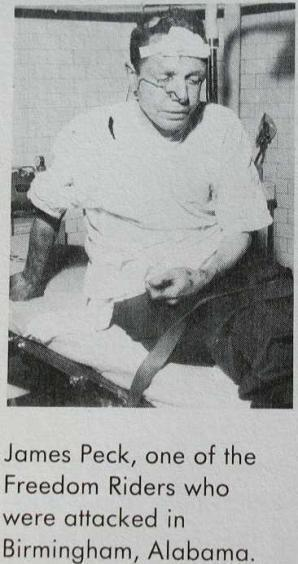 James Peck, one of the
Freedom Riders who
were attacked in
Birmingham, Alabama.